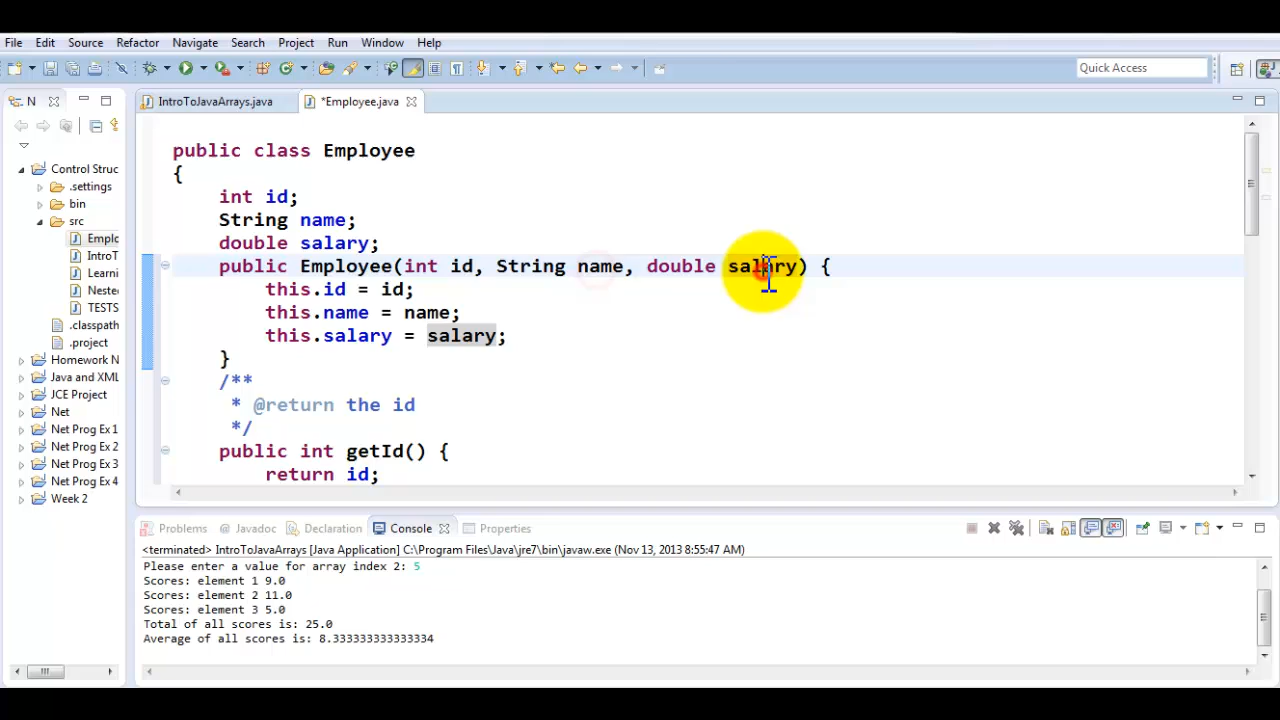 File Edit Source Refactor Navigate Search Project Run Window Help
Quick Access
N
IntroToJavaArrays.java
*Employee.java
Control Struc
.settings
bin
src
Emplo
IntroT
Learni
Neste
TESTS
.classpath
.project
Homework N
Java and XML
JCE Project
Net
Net Prog Ex 1
Net Prog Ex 2
Net Prog Ex 3
Net Prog Ex 4
Week 2
public class Employee
{
int id;
String name;
double salary;
public Employee(int id, String name, double salary) {
this.id = id;
this.name = name;
this.salary = salary;
}
/**
* @return the id
*/
public int getId() {
return id;
Problems @ Javadoc Declaration Console Properties
<terminated> IntroToJavaArrays [Java Application] C:\Program Files\Java\jre7\bin\javaw.exe (Nov 13, 2013 8:55:47 AM)
Please enter a value for array index 2: 5
Scores: element 1 9.0
Scores: element 2 11.0
Scores: element 3 5.0
Total of all scores is: 25.0
Average of all scores is: 8.333333333333334